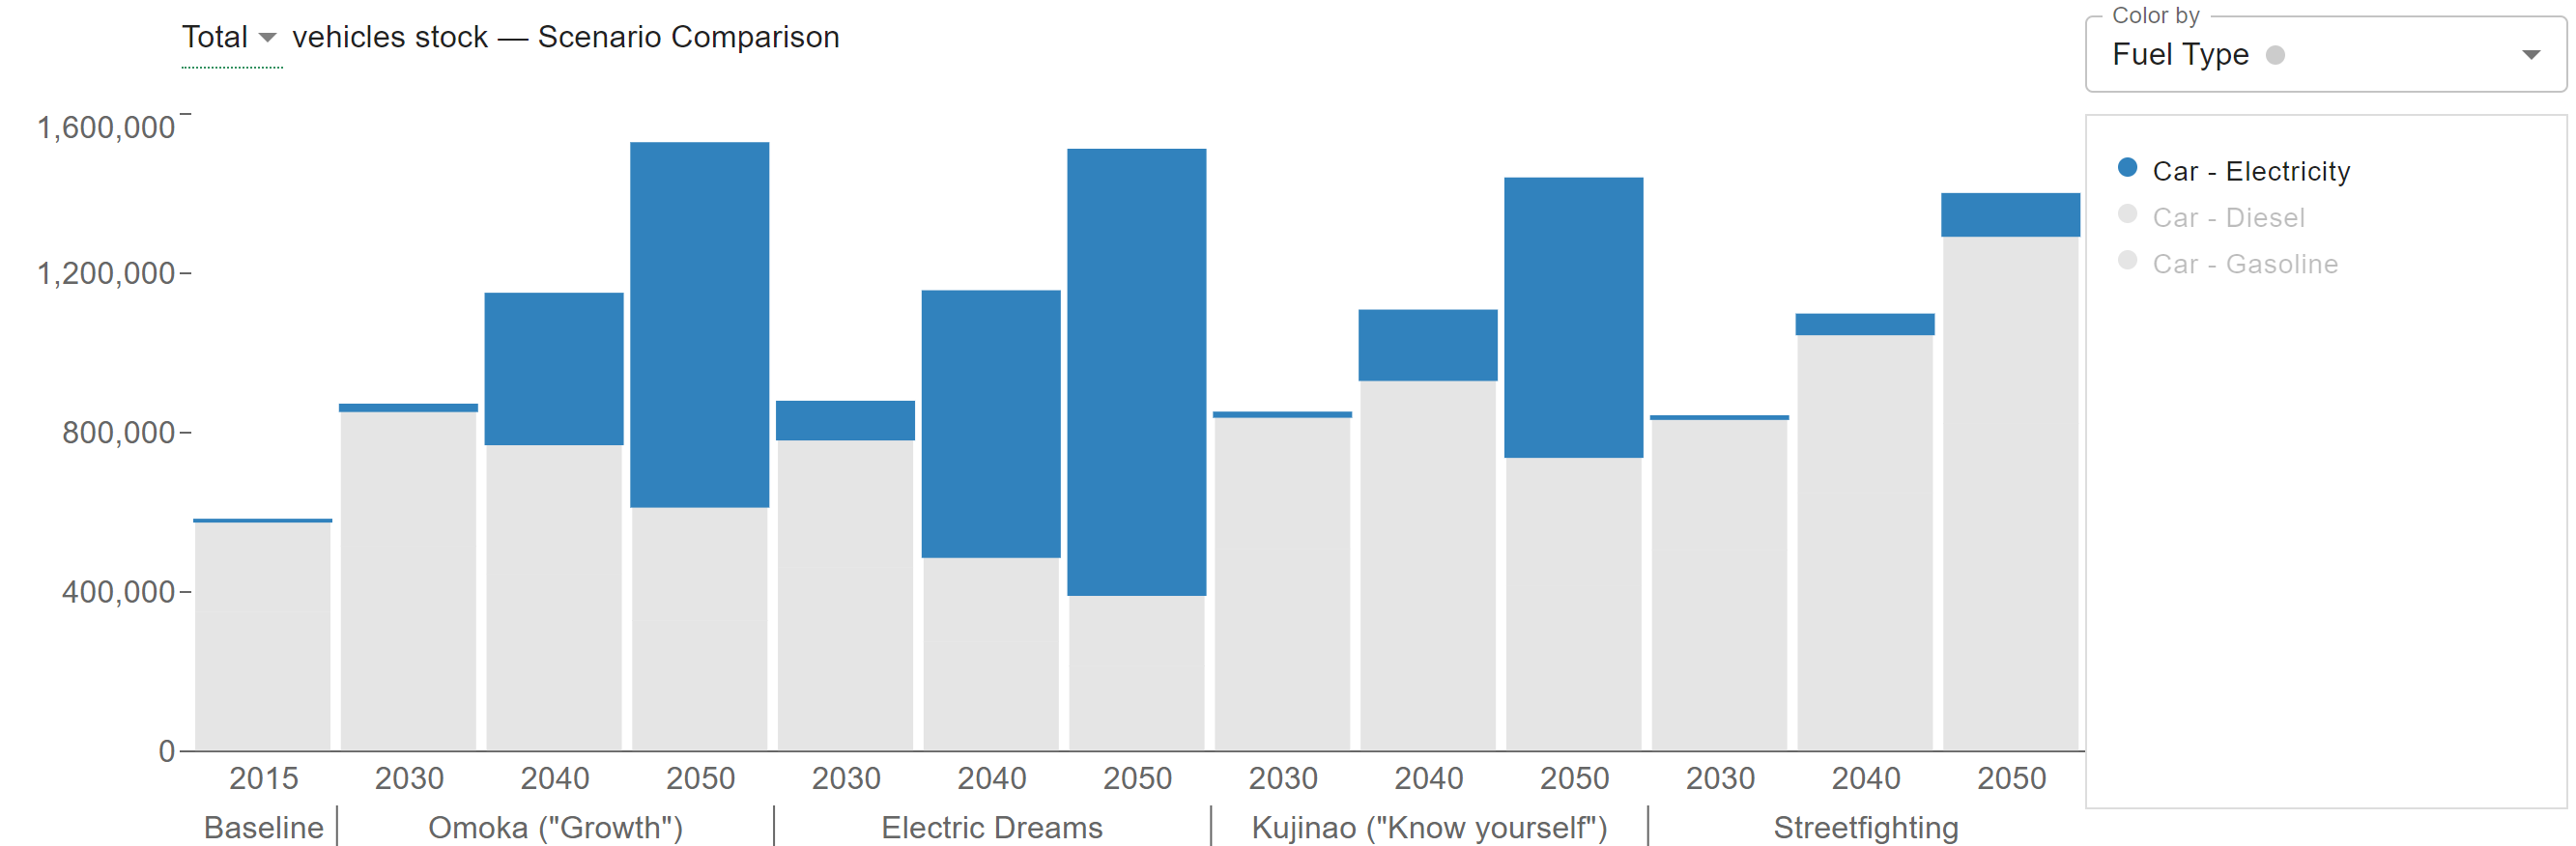 Total vehicles stock — Scenario Comparison
Color by
Fuel Type
Car - Electricity
Car - Diesel
Car - Gasoline
1,600,000
1,200,000
800,000
400,000
0
2015 2030 2040 2050 2030 2040 2050 2030 2040 2050 2030 2040 2050
Baseline Omoka ("Growth") Electric Dreams Kujinao ("Know yourself") Streetfighting